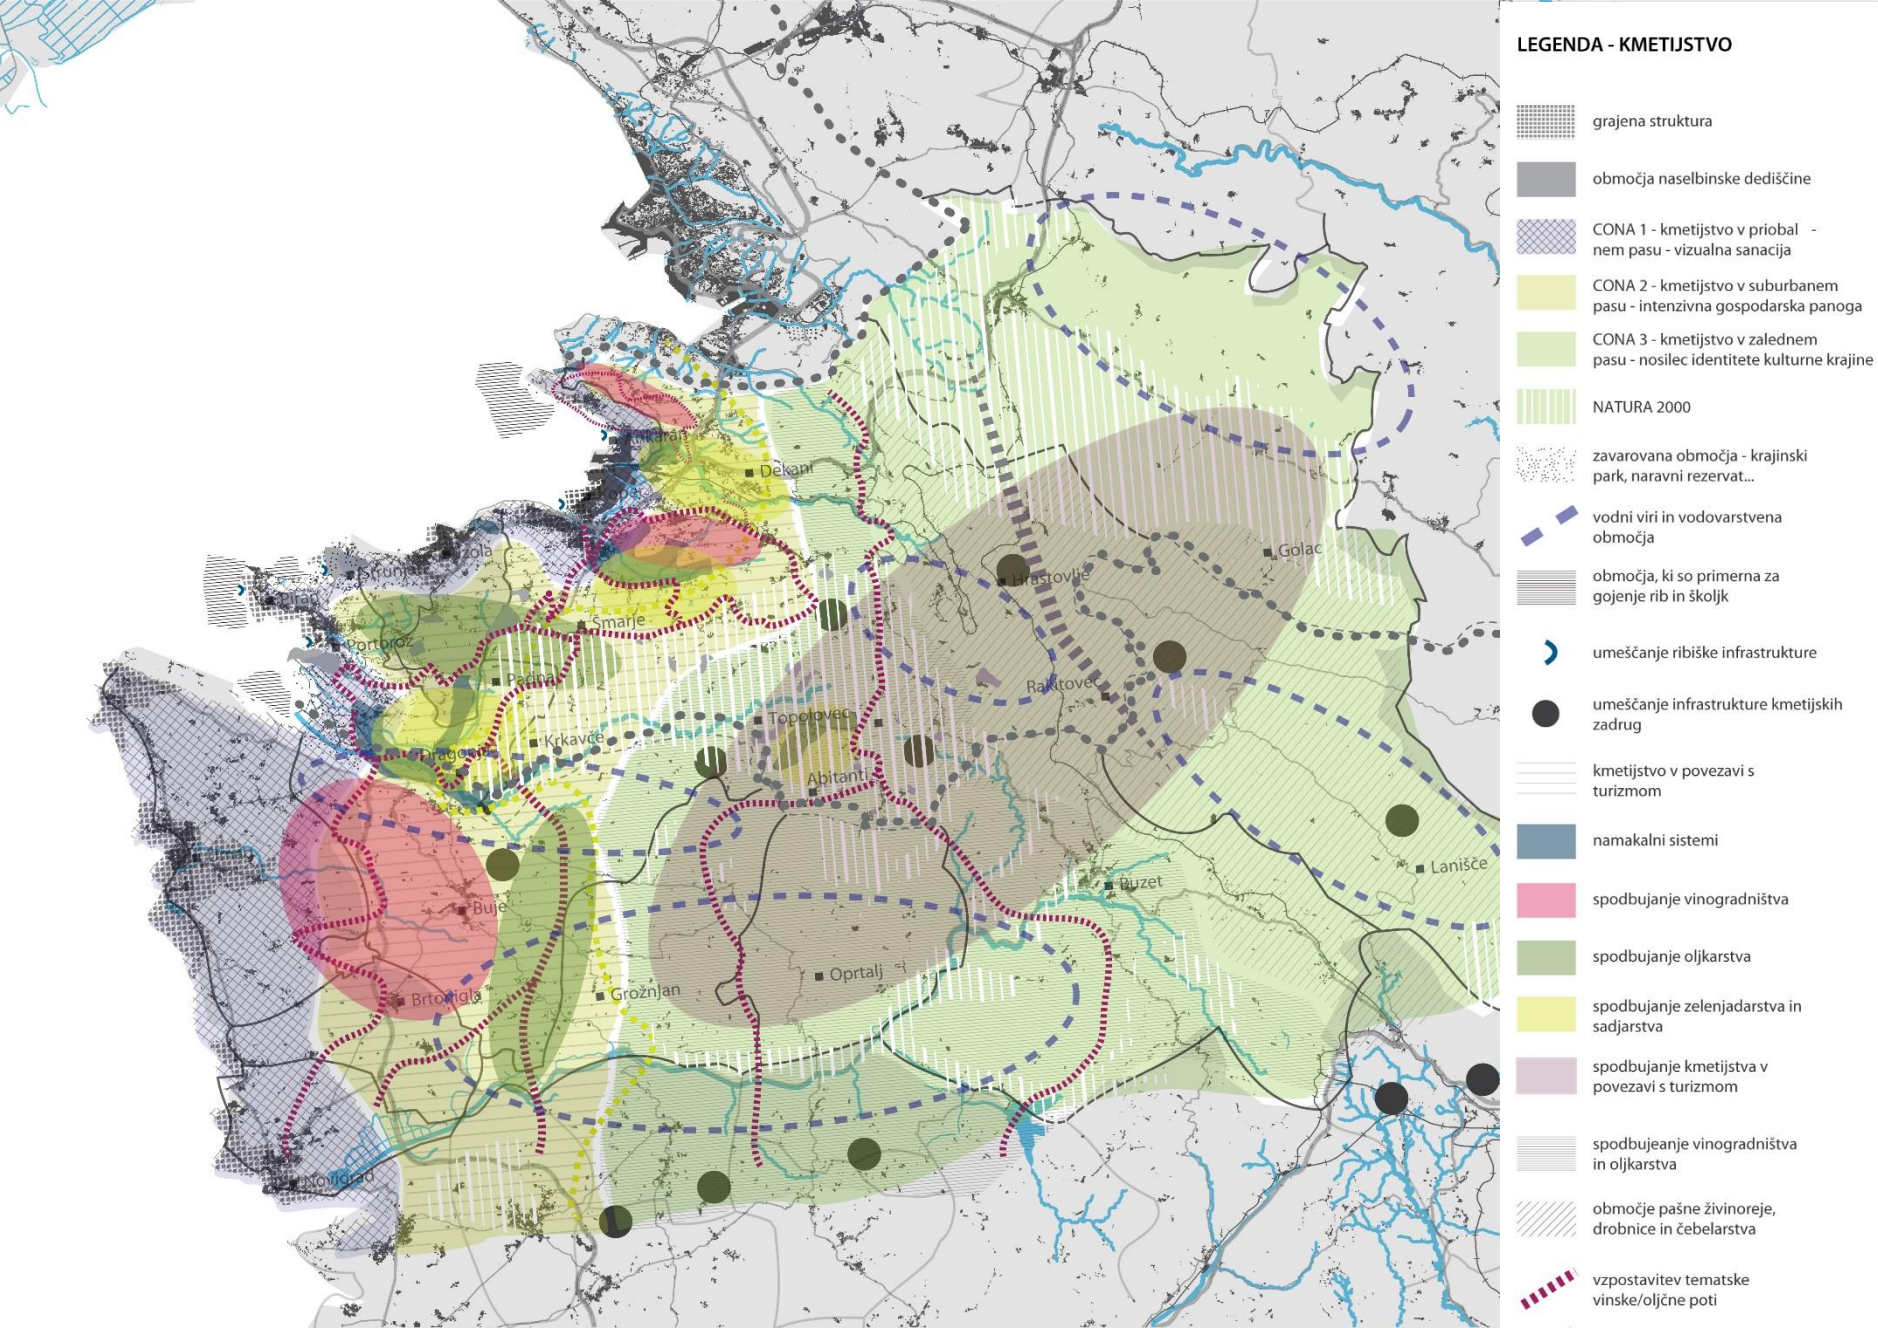 LEGENDA - KMETIJSTVO
grajena struktura
območja naselbinske dediščine
CONA 1 - kmetijstvo v priobal -
nem pasu - vizualna sanacija
CONA 2 - kmetijstvo v suburbanem
pasu - intenzivna gospodarska panoga
CONA 3 - kmetijstvo v zalednem
pasu - nosilec identitete kulturne krajine
NATURA 2000
zavarovana območja - krajinski
park, naravni rezervat...
vodni viri in vodovarstvena
območja
območja, ki so primerna za
gojenje rib in školjk
umeščanje ribiške infrastrukture
umeščanje infrastrukture kmetijskih
zadrug
kmetijstvo v povezavi s
turizmom
namakalni sistemi
spodbujanje vinogradništva
spodbujanje oljkarstva
spodbujanje zelenjadarstva in
sadjarstva
spodbujanje kmetijstva v
povezavi s turizmom
spodbujeanje vinogradništva
in oljkarstva
območje pašne živinoreje,
drobnice in čebelarstva
vzpostavitev tematske
vinske/oljčne poti
Dekani
Koper
Izola
Strunjan
Piran
Portorož
Šmarje
Padna
Krkavče
Dragonja
Topolovec
Abitanti
Hrastovlje
Golac
Rakitovec
Buje
Brtonigla
Grožnjan
Oprtalj
Buzet
Lanišče
Novigrad